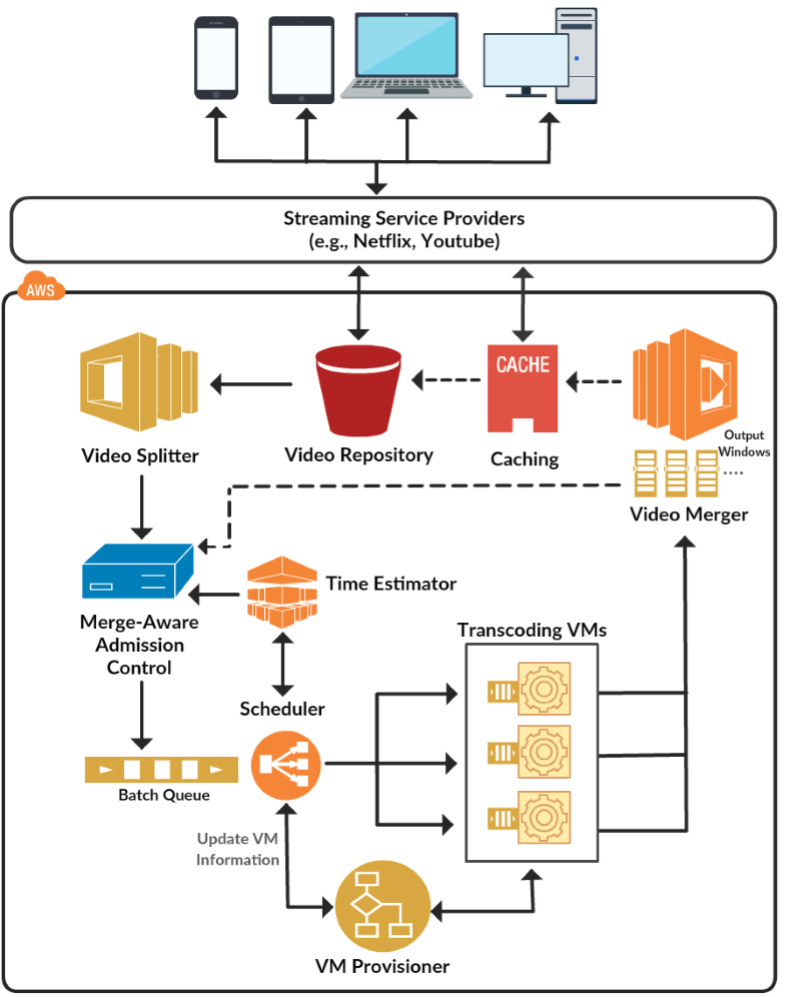 Streaming Service Providers
(e.g., Netflix, Youtube)
AWS
CACHE
Output
Windows
....
Video Splitter
Video Repository
Caching
Video Merger
Time Estimator
Merge-Aware
Admission
Control
Transcoding VMs
Scheduler
Batch Queue
Update VM
Information
VM Provisioner